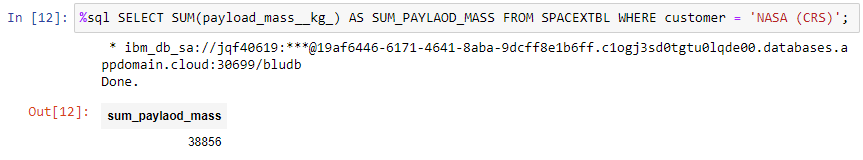 In [12]: %sql SELECT SUM(payload_mass__kg_) AS SUM_PAYLAOD_MASS FROM SPACEXTBL WHERE customer = 'NASA (CRS)';
* ibm_db_sa://jqf40619:***@19af6446-6171-4641-8aba-9dcff8e1b6ff.c1ogj3sd0tgtu0lqde00.databases.a
ppdomain.cloud:30699/bludb
Done.
Out[12]: sum_paylaod_mass
38856